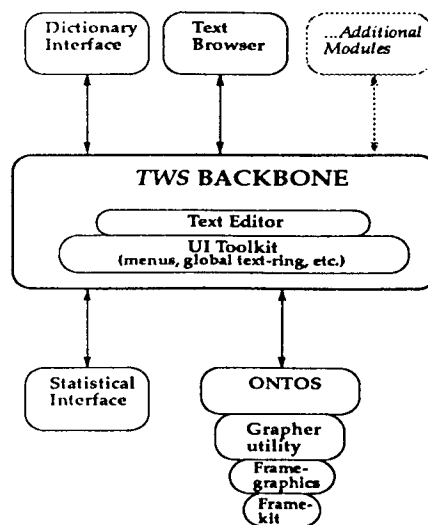 Dictionary
Interface
Text
Browser
...Additional
Modules
TWS BACKBONE
Text Editor
UI Toolkit
(menus, global text-ring, etc.)
Statistical
Interface
ONTOS
Grapher
utility
Frame-
graphics
Frame-
kit